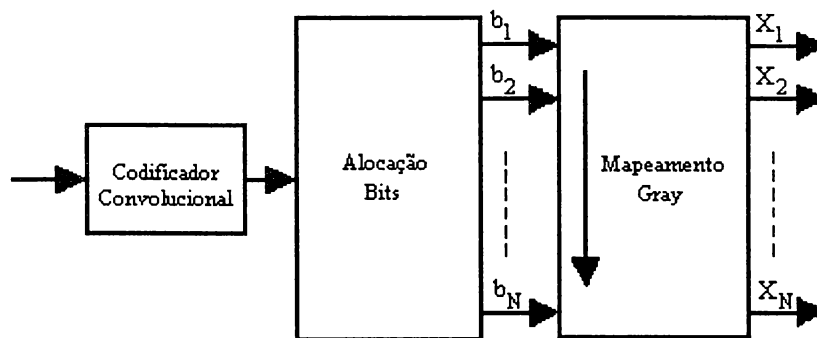 b1
X1
b2
X2
Codificador
Convolucional
Alocação
Bits
Mapeamento
Gray
bN
XN